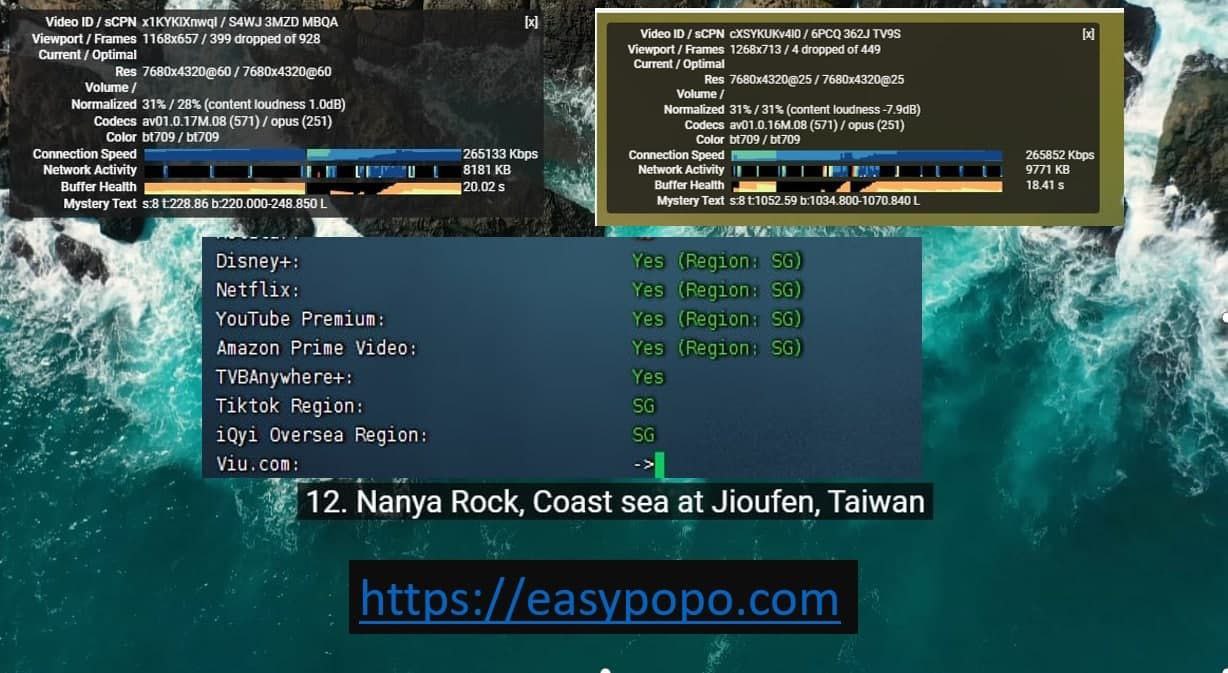 Video ID / sCPN x1KYKlXnwqI / S4WJ 3MZD MBQA [x]
Viewport / Frames 1168x657 / 399 dropped of 928
Current / Optimal
Res 7680x4320@60 / 7680x4320@60
Volume /
Normalized 31% / 28% (content loudness 1.0dB)
Codecs av01.0.17M.08 (571) / opus (251)
Color bt709 / bt709
Connection Speed 265133 Kbps
Network Activity 8181 KB
Buffer Health 20.02 s
Mystery Text s:8 t:228.86 b:220.000-248.850 L
Video ID / sCPN cXSYKUKv4I0 / 6PCQ 362J TV9S [x]
Viewport / Frames 1268x713 / 4 dropped of 449
Current / Optimal
Res 7680x4320@25 / 7680x4320@25
Volume /
Normalized 31% / 31% (content loudness -7.9dB)
Codecs av01.0.16M.08 (571) / opus (251)
Color bt709 / bt709
Connection Speed 265852 Kbps
Network Activity 9771 KB
Buffer Health 18.41 s
Mystery Text s:8 t:1052.59 b:1034.800-1070.840 L
Disney+: Yes (Region: SG)
Netflix: Yes (Region: SG)
YouTube Premium: Yes (Region: SG)
Amazon Prime Video: Yes (Region: SG)
TVBAnywhere+: Yes
Tiktok Region: SG
iQyi Oversea Region: SG
Viu.com: ->
12. Nanya Rock, Coast sea at Jioufen, Taiwan
https://easypopo.com